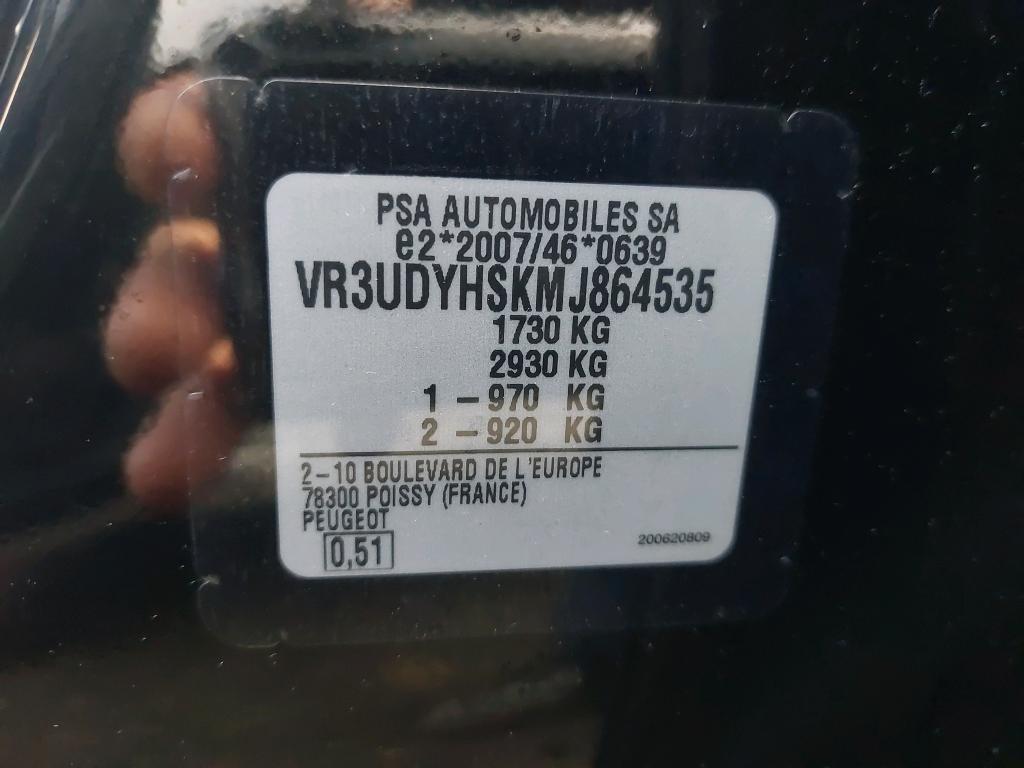 PSA AUTOMOBILES SA
e2*2007/46*0639
VR3UDYHSKMJ864535
1730 KG
2930 KG
1 – 970 KG
2 – 920 KG
2–10 BOULEVARD DE L'EUROPE
78300 POISSY (FRANCE)
PEUGEOT
0,51
200620809